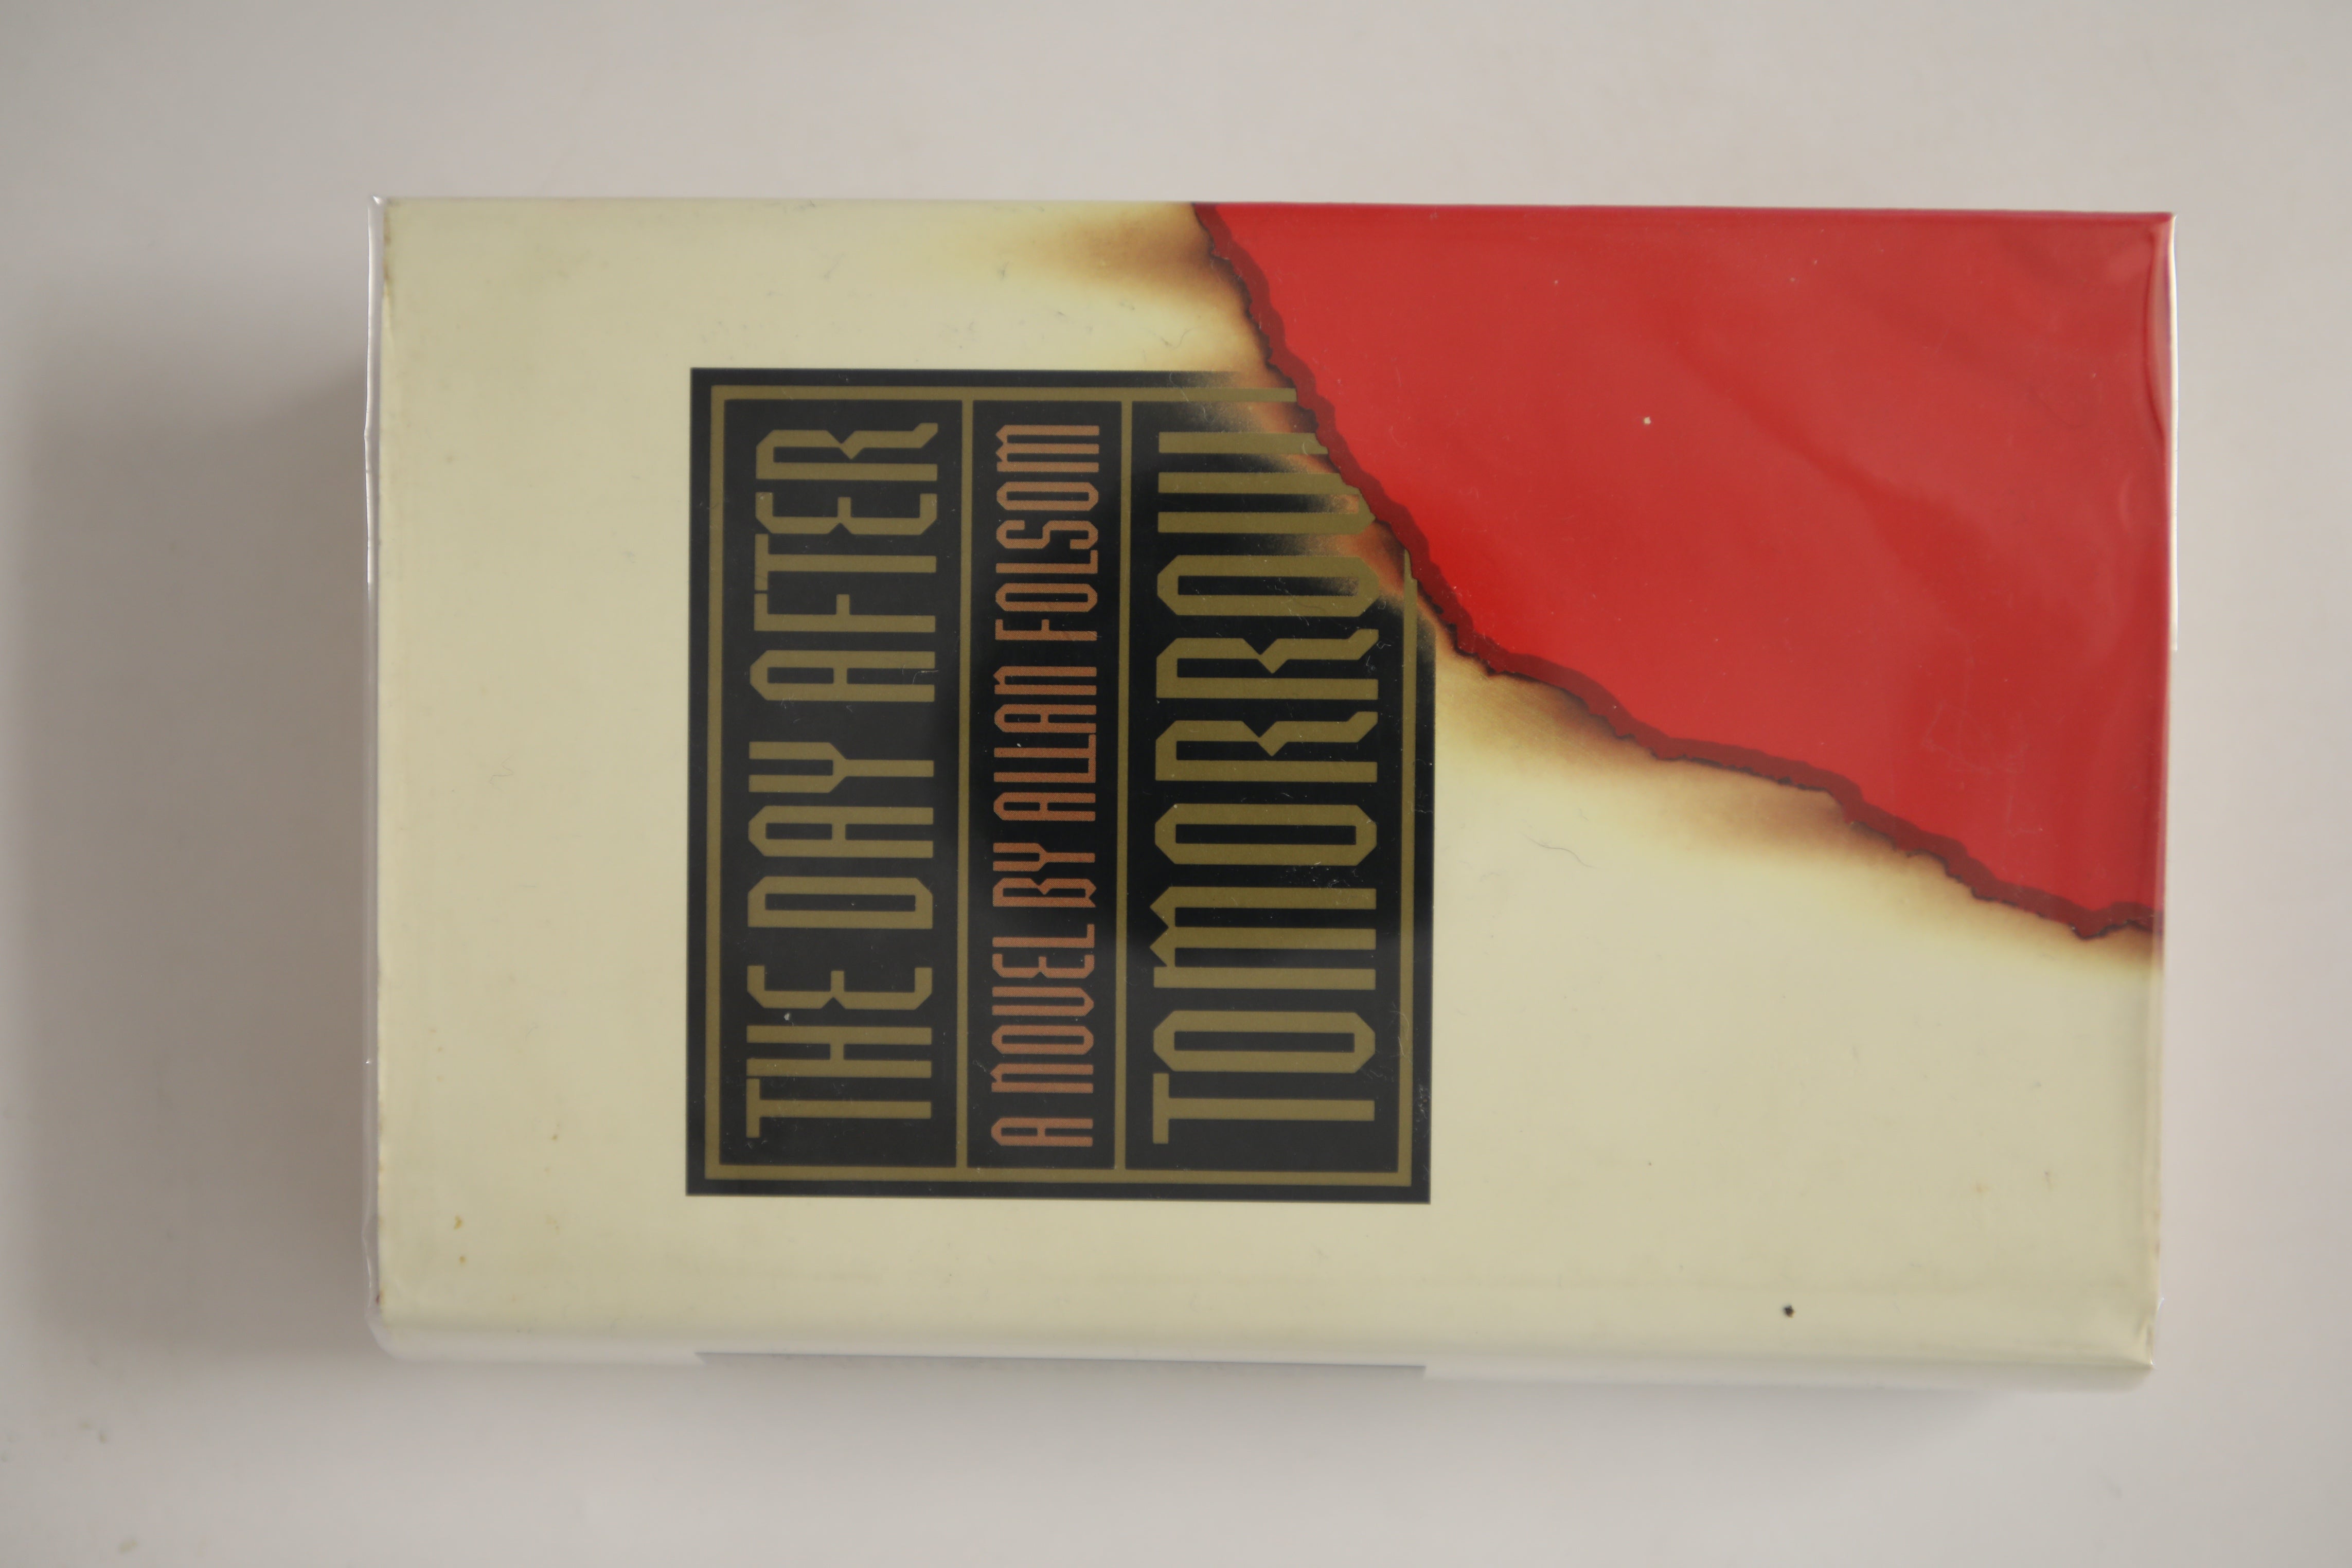 THE DAY AFTER
A NOVEL BY ALLAN FOLSOM
TOMORROW